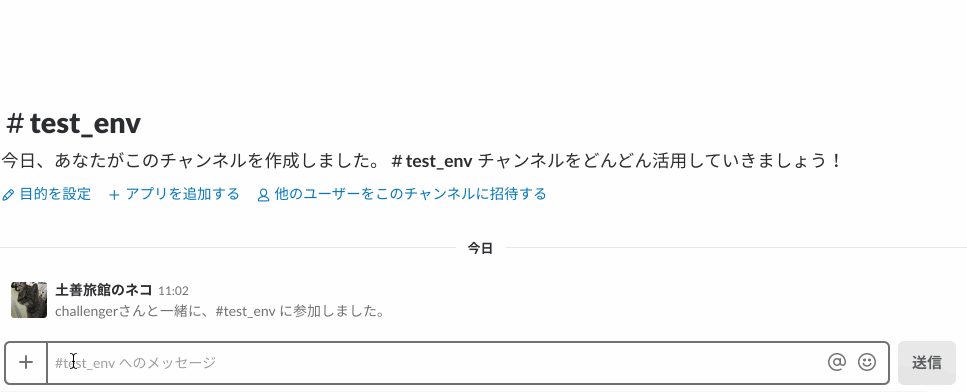 # test_env
今日、あなたがこのチャンネルを作成しました。 # test_env チャンネルをどんどん活用していきましょう！
目的を設定 + アプリを追加する 他のユーザーをこのチャンネルに招待する
今日
土善旅館のネコ 11:02
challengerさんと一緒に、#test_env に参加しました。
+ #test_env へのメッセージ @ 送信